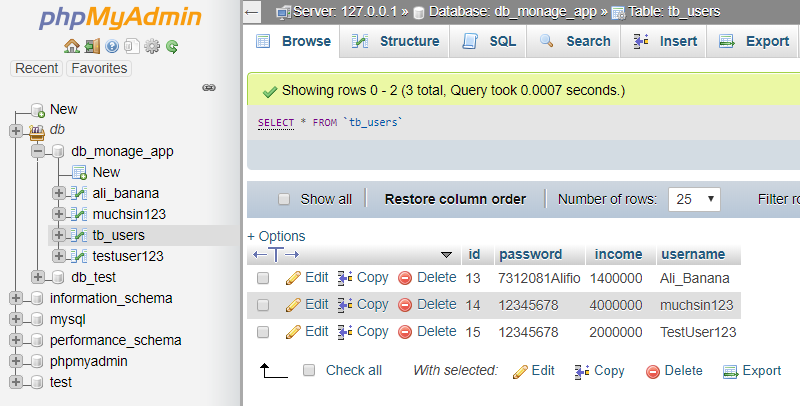 phpMyAdmin
Recent Favorites
New
db
db_monage_app
New
ali_banana
muchsin123
tb_users
testuser123
db_test
information_schema
mysql
performance_schema
phpmyadmin
test
Server: 127.0.0.1 » Database: db_monage_app » Table: tb_users
Browse Structure SQL Search Insert Export
Showing rows 0 - 2 (3 total, Query took 0.0007 seconds.)
SELECT * FROM `tb_users`
Show all Restore column order Number of rows: 25 Filter ro
+ Options
id password income username
Edit Copy Delete 13 7312081Alifio 1400000 Ali_Banana
Edit Copy Delete 14 12345678 4000000 muchsin123
Edit Copy Delete 15 12345678 2000000 TestUser123
Check all With selected: Edit Copy Delete Export